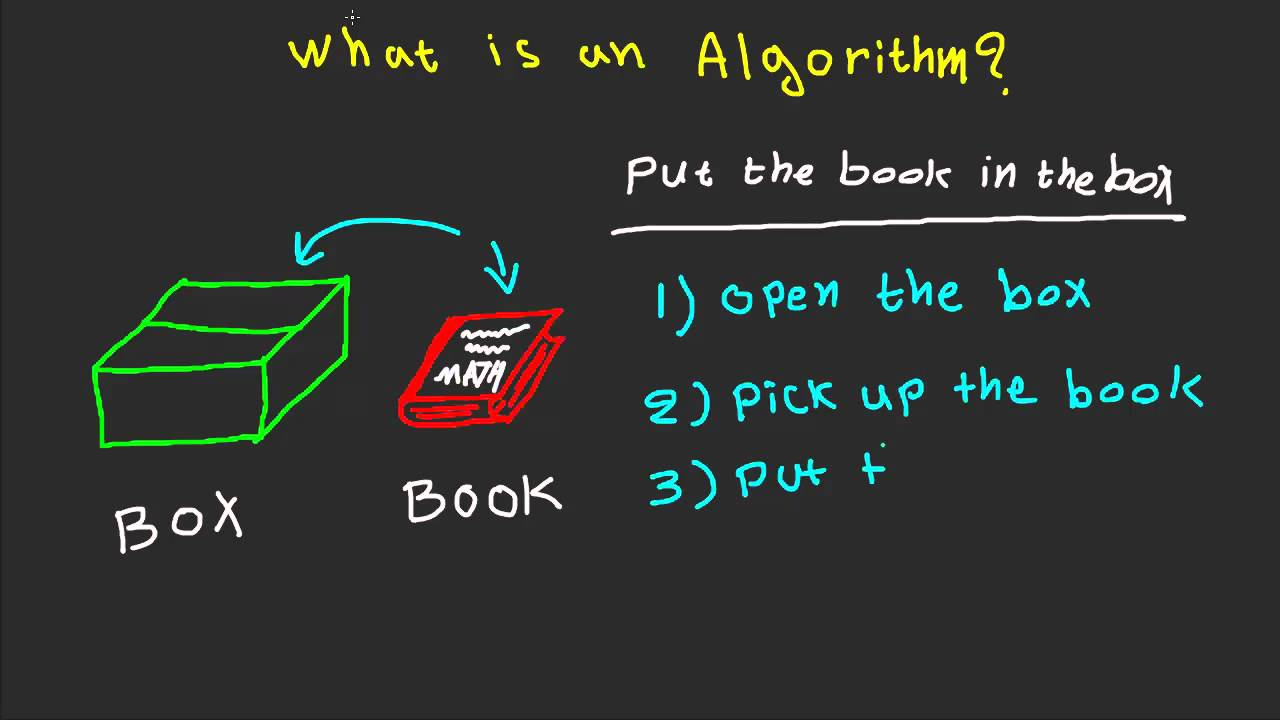 What is an Algorithm?
Put the book in the box
1) open the box
2) pick up the book
3) put t
MATH
BOX
BOOK